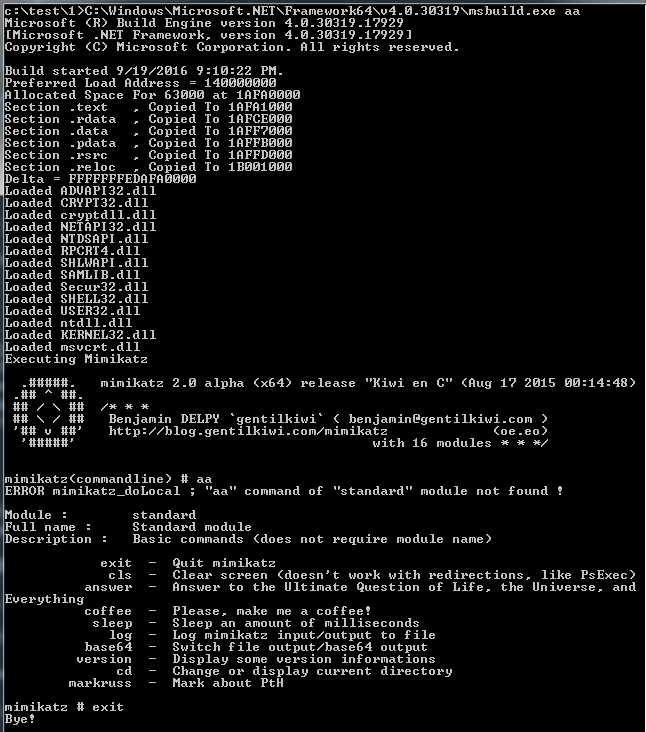 c:\test\1>C:\Windows\Microsoft.NET\Framework64\v4.0.30319\msbuild.exe aa
Microsoft (R) Build Engine version 4.0.30319.17929
[Microsoft .NET Framework, version 4.0.30319.17929]
Copyright (C) Microsoft Corporation. All rights reserved.

Build started 9/19/2016 9:10:22 PM.
Preferred Load Address = 140000000
Allocated Space For 63000 at 1AFA0000
Section .text   , Copied To 1AFA1000
Section .rdata  , Copied To 1AFCE000
Section .data   , Copied To 1AFF7000
Section .pdata  , Copied To 1AFFB000
Section .rsrc   , Copied To 1AFFD000
Section .reloc  , Copied To 1B001000
Delta = FFFFFFFEDAFA0000
Loaded ADVAPI32.dll
Loaded CRYPT32.dll
Loaded cryptdll.dll
Loaded NETAPI32.dll
Loaded NTDSAPI.dll
Loaded RPCRT4.dll
Loaded SHLWAPI.dll
Loaded SAMLIB.dll
Loaded Secur32.dll
Loaded SHELL32.dll
Loaded USER32.dll
Loaded ntdll.dll
Loaded KERNEL32.dll
Loaded msvcrt.dll
Executing Mimikatz

  .#####.   mimikatz 2.0 alpha (x64) release "Kiwi en C" (Aug 17 2015 00:14:48)
 .## ^ ##.
 ## / \ ##  /* * *
 ## \ / ##   Benjamin DELPY `gentilkiwi` ( benjamin@gentilkiwi.com )
 '## v ##'   http://blog.gentilkiwi.com/mimikatz             (oe.eo)
  '#####'                                     with 16 modules * * */

mimikatz(commandline) # aa
ERROR mimikatz_doLocal ; "aa" command of "standard" module not found !

Module :        standard
Full name :     Standard module
Description :   Basic commands (does not require module name)

            exit  -  Quit mimikatz
             cls  -  Clear screen (doesn't work with redirections, like PsExec)
          answer  -  Answer to the Ultimate Question of Life, the Universe, and
Everything
          coffee  -  Please, make me a coffee!
           sleep  -  Sleep an amount of milliseconds
             log  -  Log mimikatz input/output to file
          base64  -  Switch file output/base64 output
         version  -  Display some version informations
              cd  -  Change or display current directory
        markruss  -  Mark about PtH

mimikatz # exit
Bye!